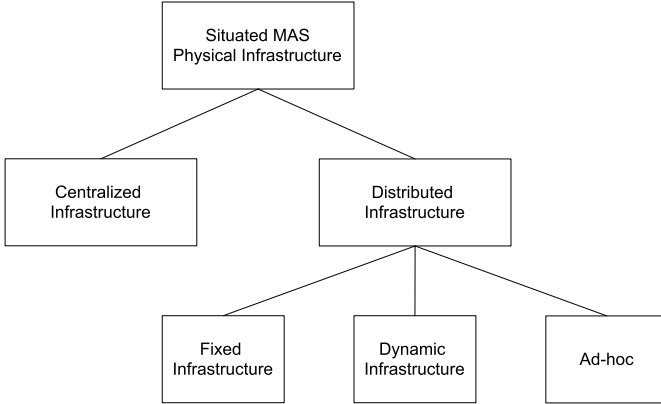 Situated MAS
Physical Infrastructure
Centralized
Infrastructure
Distributed
Infrastructure
Fixed
Infrastructure
Dynamic
Infrastructure
Ad-hoc